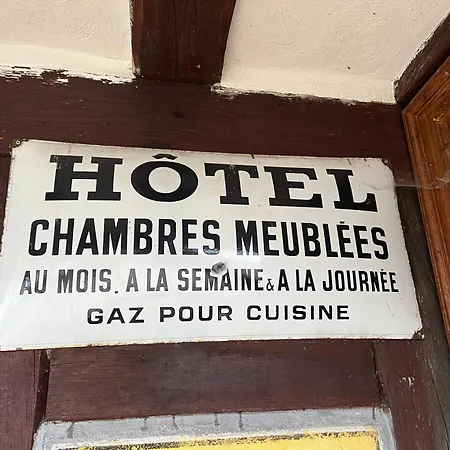 HÔTEL
CHAMBRES MEUBLÉES
AU MOIS. A LA SEMAINE & A LA JOURNÉE
GAZ POUR CUISINE